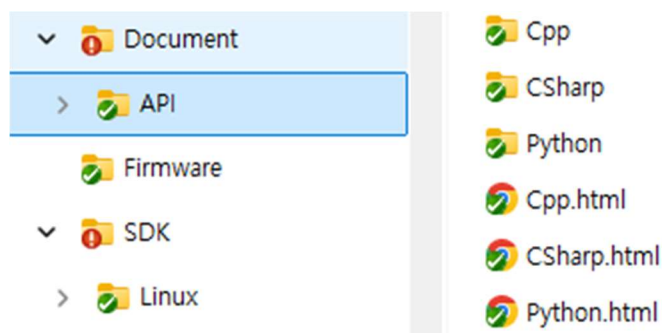 Document
API
Firmware
SDK
Linux
Cpp
CSharp
Python
Cpp.html
CSharp.html
Python.html